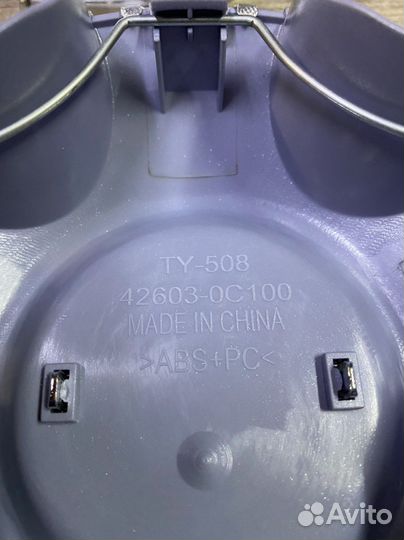 TY-508
42603-0C100
MADE IN CHINA
>ABS+PC<
Avito